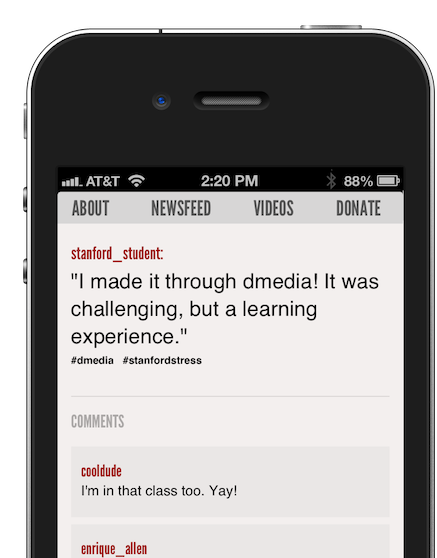 AT&T 2:20 PM 88%
ABOUT NEWSFEED VIDEOS DONATE
stanford_student:
"I made it through dmedia! It was
challenging, but a learning
experience."
#dmedia #stanfordstress
COMMENTS
cooldude
I'm in that class too. Yay!
enrique_allen